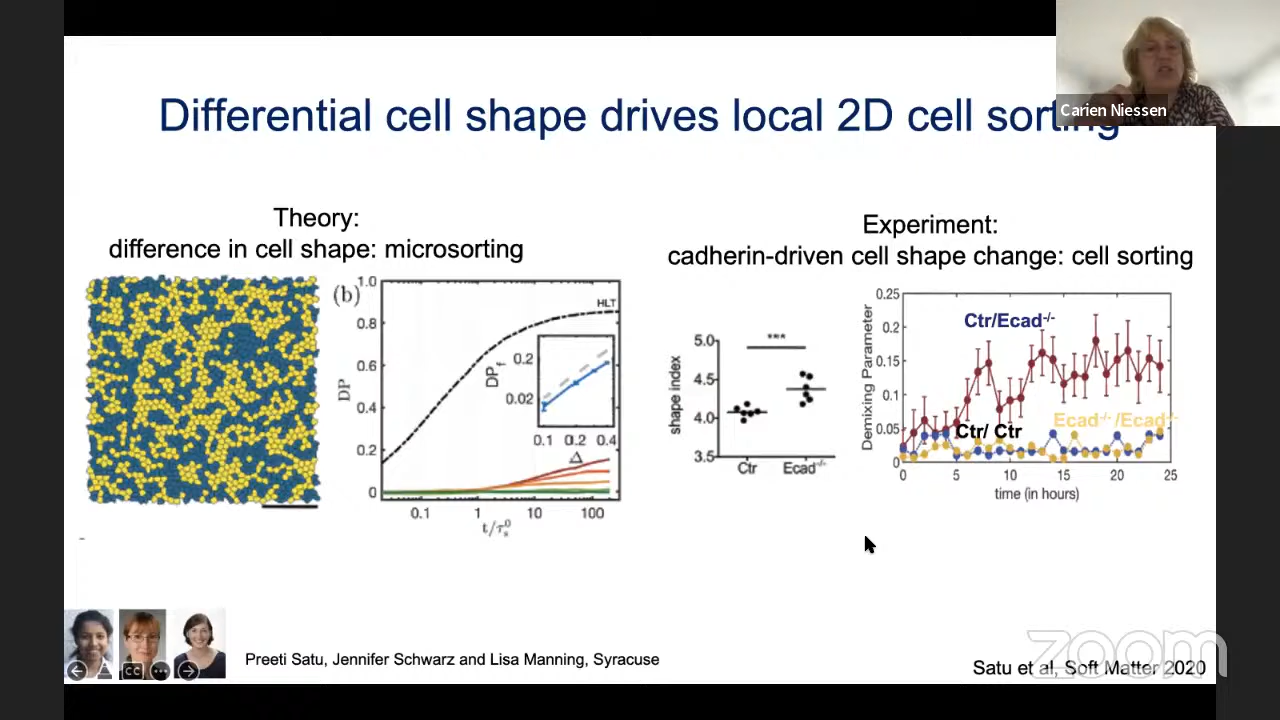 Carien Niessen
Differential cell shape drives local 2D cell sorting
Theory:
difference in cell shape: microsorting
(b)
1.0
0.8
0.6
0.4
0.2
0
DP
HLT
DP_f
0.2
0.02
0.1 0.2 0.4
Δ
0.1 1 10 100
t/τ_s^0
Experiment:
cadherin-driven cell shape change: cell sorting
shape index
5.0
4.5
4.0
3.5
***
Ctr Ecad-/-
Demixing Parameter
0.25
0.2
0.15
0.1
0.05
0
Ctr/Ecad-/-
Ecad-/-/Ecad-/-
Ctr/ Ctr
0 5 10 15 20 25
time (in hours)
CC
Preeti Satu, Jennifer Schwarz and Lisa Manning, Syracuse
Satu et al, Soft Matter 2020
zoom